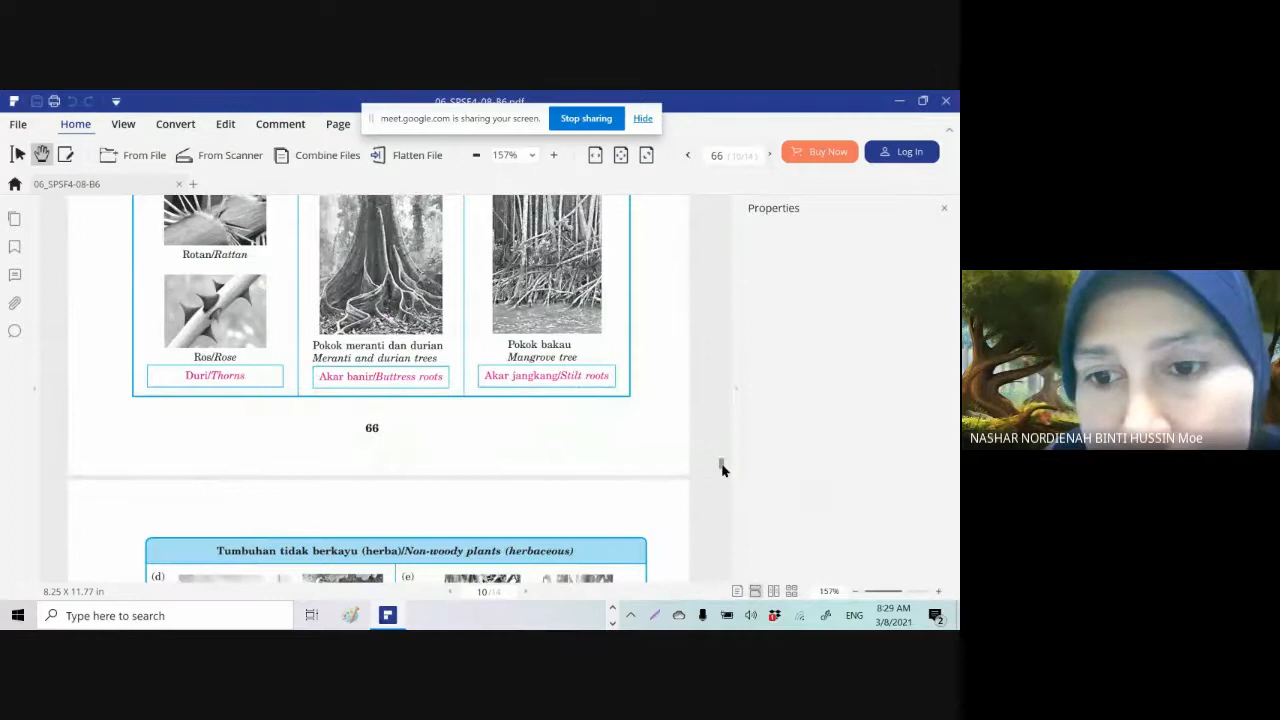 06_SPSF4-08-B6.pdf
meet.google.com is sharing your screen. Stop sharing Hide
File Home View Convert Edit Comment Page
From File From Scanner Combine Files Flatten File 157% 66 (10/14) Buy Now Log In
06_SPSF4-08-B6
Properties
Rotan/Rattan
Ros/Rose
Duri/Thorns
Pokok meranti dan durian
Meranti and durian trees
Akar banir/Buttress roots
Pokok bakau
Mangrove tree
Akar jangkang/Stilt roots
66
Tumbuhan tidak berkayu (herba)/Non-woody plants (herbaceous)
(d) (e)
8.25 X 11.77 in 10/14 157%
Type here to search
ENG 8:29 AM
3/8/2021
2
NASHAR NORDIENAH BINTI HUSSIN Moe